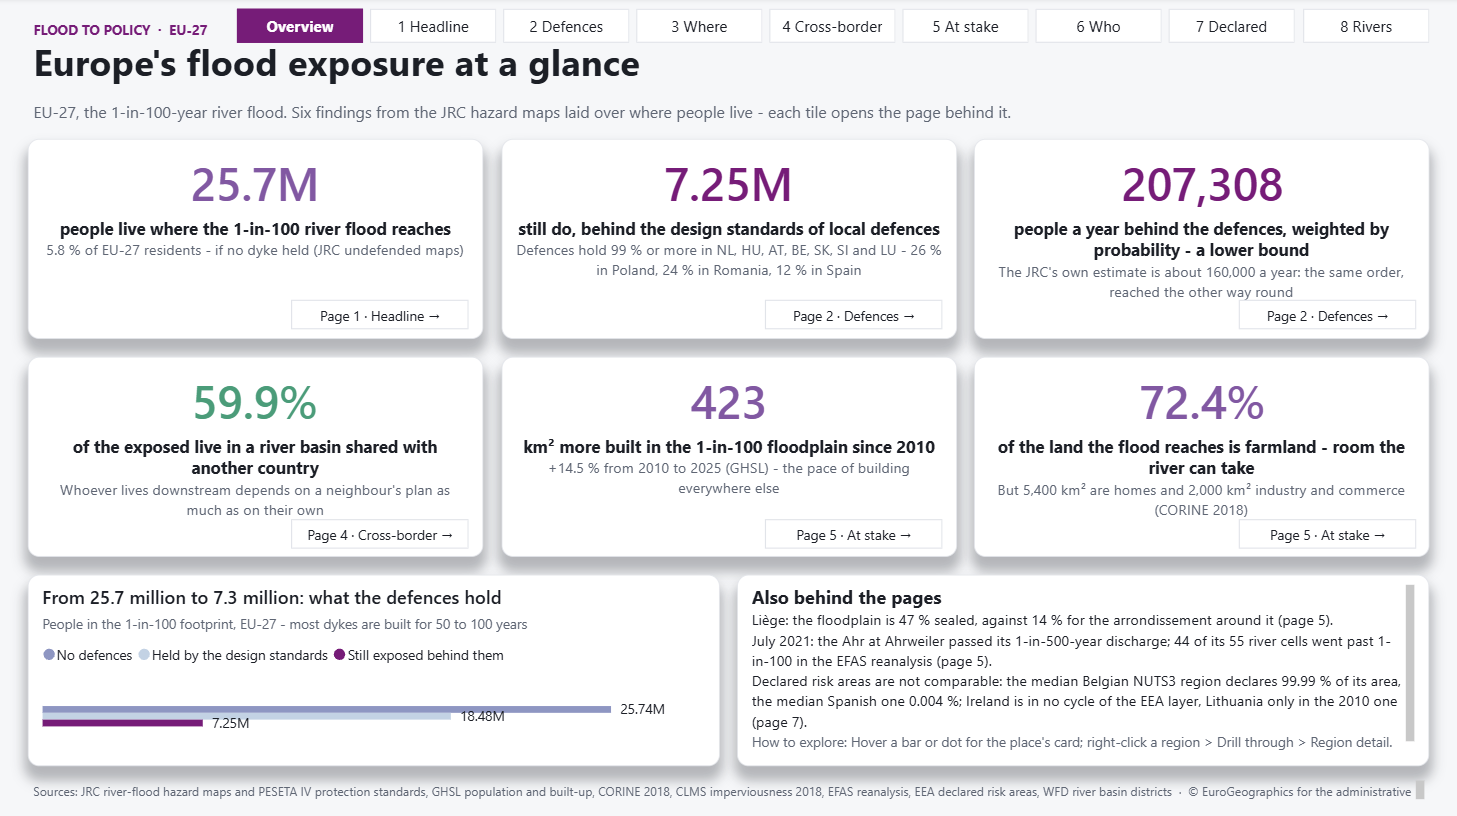 FLOOD TO POLICY · EU-27
Overview
1 Headline
2 Defences
3 Where
4 Cross-border
5 At stake
6 Who
7 Declared
8 Rivers
Europe's flood exposure at a glance
EU-27, the 1-in-100-year river flood. Six findings from the JRC hazard maps laid over where people live - each tile opens the page behind it.
25.7M
people live where the 1-in-100 river flood reaches
5.8 % of EU-27 residents - if no dyke held (JRC undefended maps)
Page 1 · Headline →
7.25M
still do, behind the design standards of local defences
Defences hold 99 % or more in NL, HU, AT, BE, SK, SI and LU - 26 %
in Poland, 24 % in Romania, 12 % in Spain
Page 2 · Defences →
207,308
people a year behind the defences, weighted by
probability - a lower bound
The JRC's own estimate is about 160,000 a year: the same order,
reached the other way round
Page 2 · Defences →
59.9%
of the exposed live in a river basin shared with
another country
Whoever lives downstream depends on a neighbour's plan as
much as on their own
Page 4 · Cross-border →
423
km² more built in the 1-in-100 floodplain since 2010
+14.5 % from 2010 to 2025 (GHSL) - the pace of building
everywhere else
Page 5 · At stake →
72.4%
of the land the flood reaches is farmland - room the
river can take
But 5,400 km² are homes and 2,000 km² industry and commerce
(CORINE 2018)
Page 5 · At stake →
From 25.7 million to 7.3 million: what the defences hold
People in the 1-in-100 footprint, EU-27 - most dykes are built for 50 to 100 years
No defences
Held by the design standards
Still exposed behind them
25.74M
18.48M
7.25M
Also behind the pages
Liège: the floodplain is 47 % sealed, against 14 % for the arrondissement around it (page 5).
July 2021: the Ahr at Ahrweiler passed its 1-in-500-year discharge; 44 of its 55 river cells went past 1-
in-100 in the EFAS reanalysis (page 5).
Declared risk areas are not comparable: the median Belgian NUTS3 region declares 99.99 % of its area,
the median Spanish one 0.004 %; Ireland is in no cycle of the EEA layer, Lithuania only in the 2010 one
(page 7).
How to explore: Hover a bar or dot for the place's card; right-click a region > Drill through > Region detail.
Sources: JRC river-flood hazard maps and PESETA IV protection standards, GHSL population and built-up, CORINE 2018, CLMS imperviousness 2018, EFAS reanalysis, EEA declared risk areas, WFD river basin districts · © EuroGeographics for the administrative